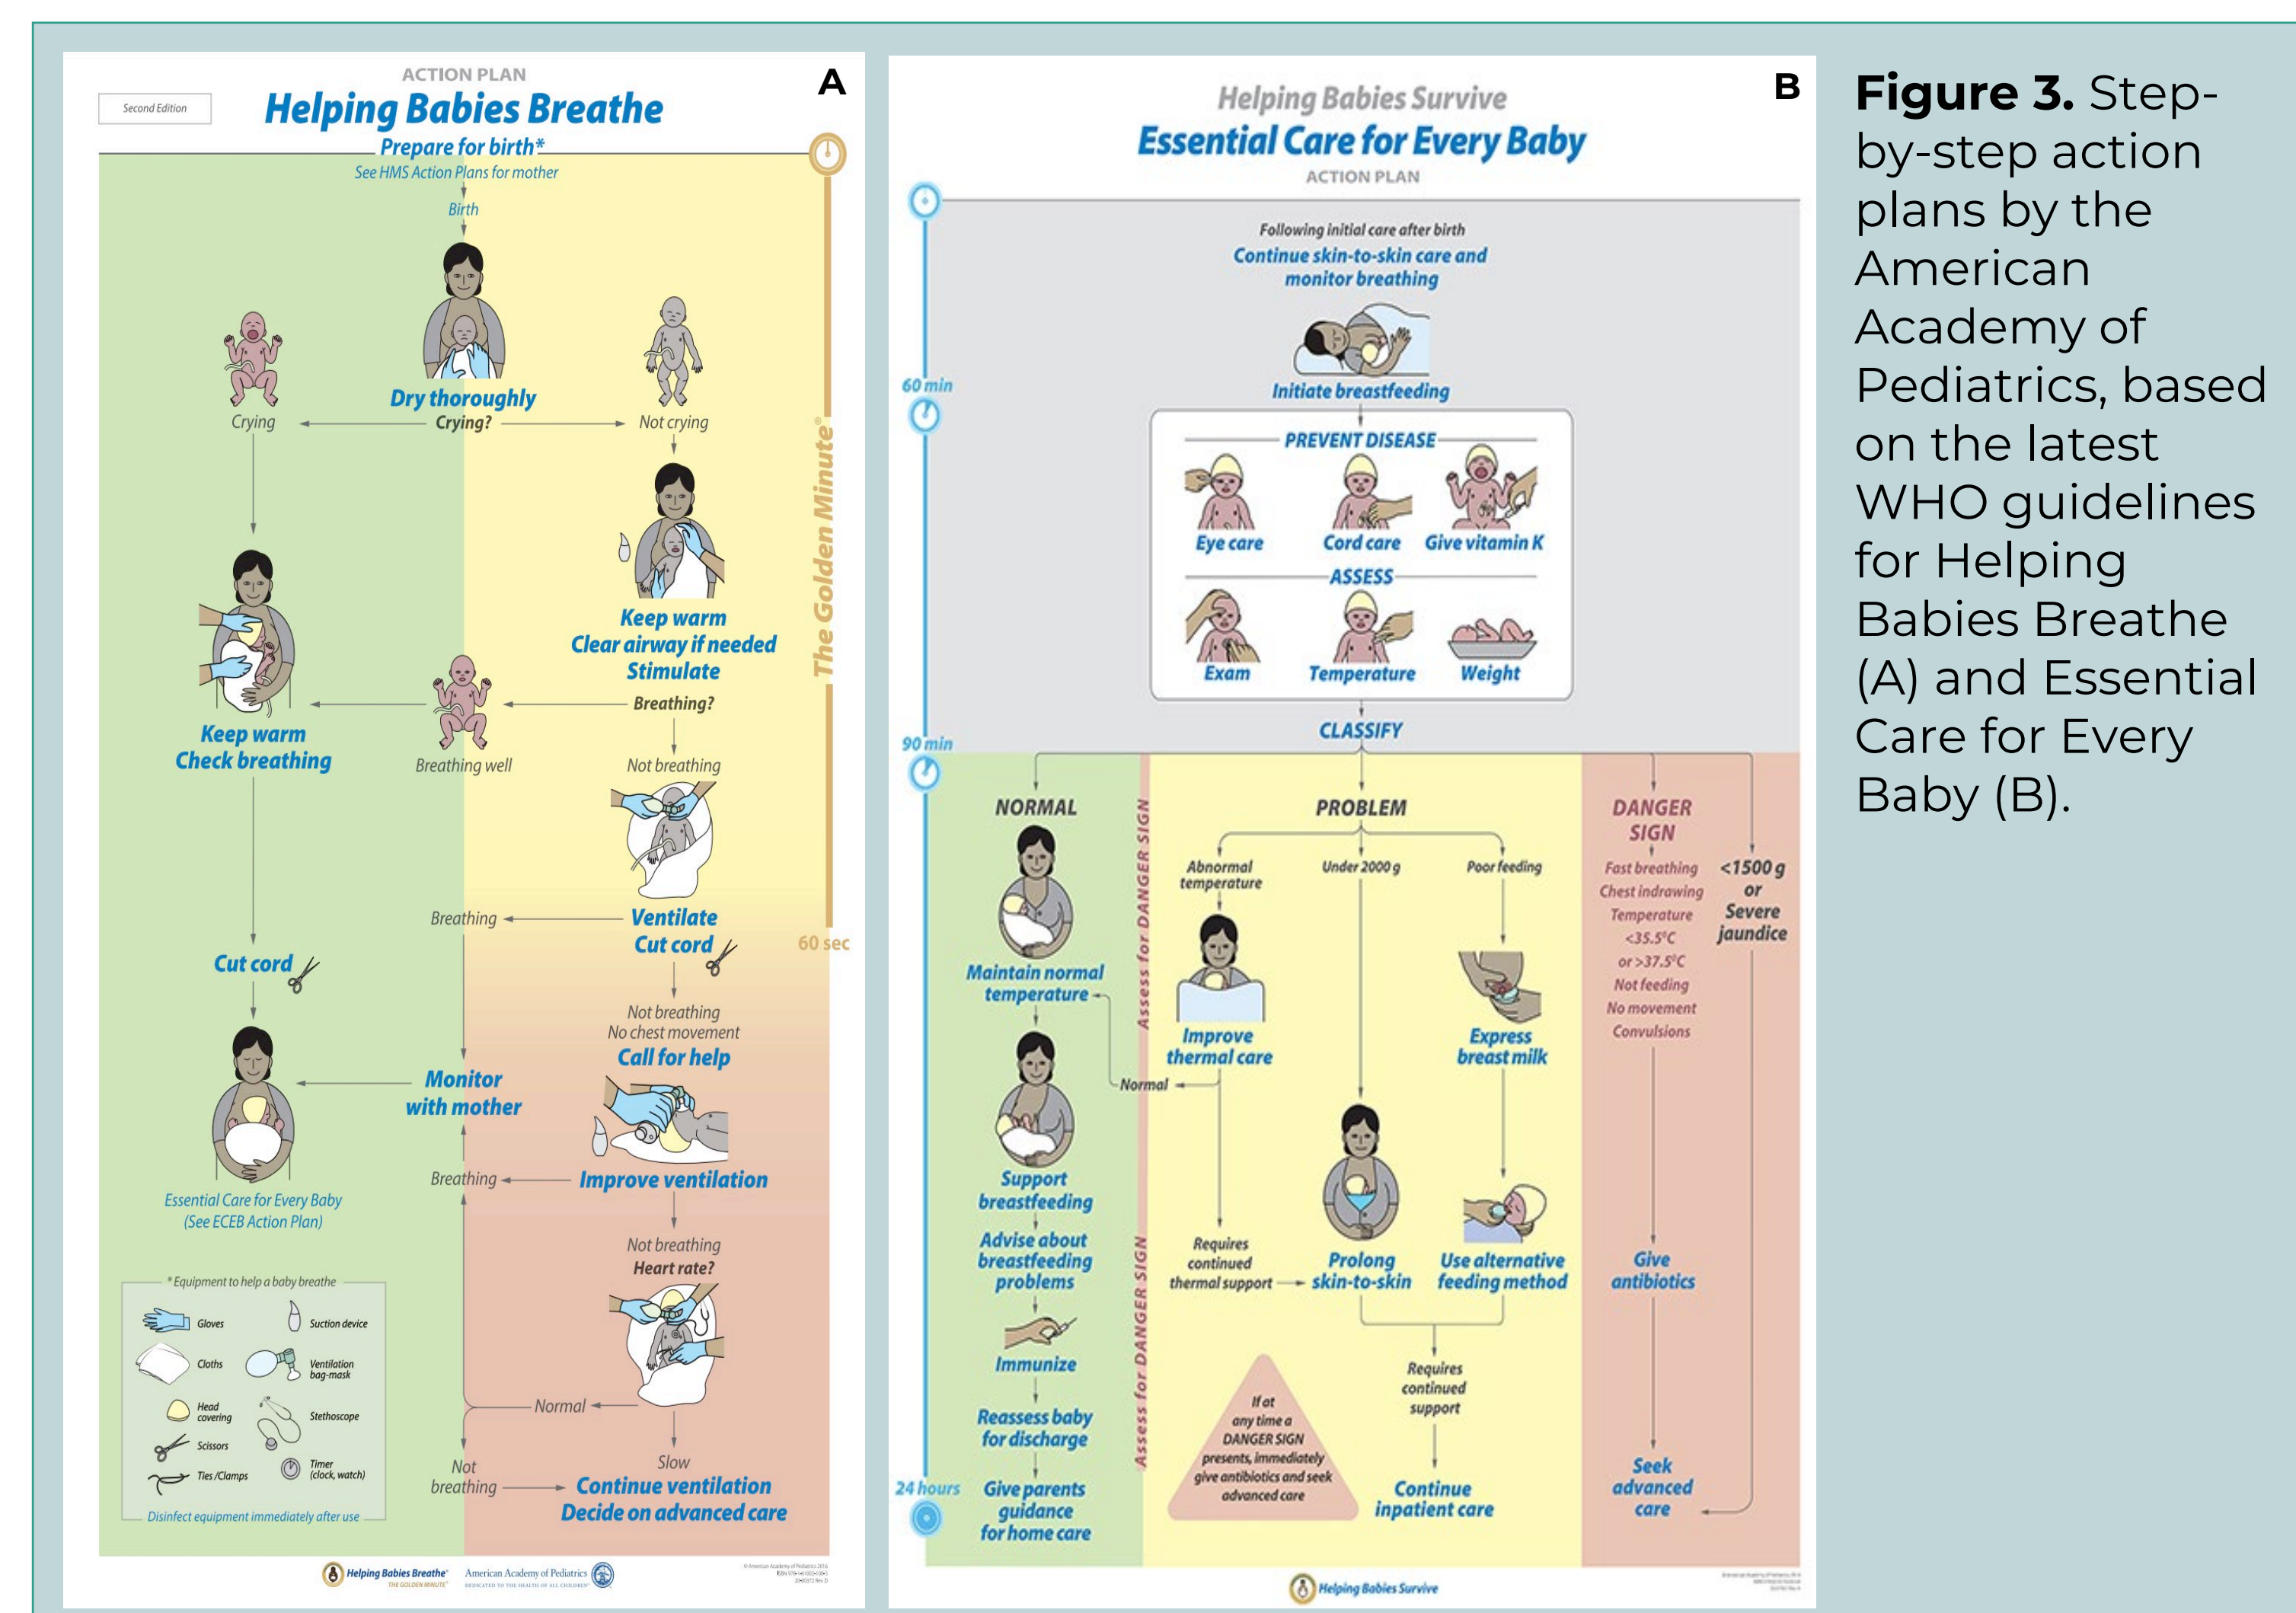 A
ACTION PLAN
Second Edition
Helping Babies Breathe
Prepare for birth*
See HMS Action Plans for mother
Birth
Dry thoroughly
Crying
Crying?
Not crying
The Golden Minute®
Keep warm
Clear airway if needed
Stimulate
Breathing?
Keep warm
Check breathing
Breathing well
Not breathing
Breathing
Ventilate
Cut cord
60 sec
Cut cord
Not breathing
No chest movement
Call for help
Monitor
with mother
Breathing
Improve ventilation
Essential Care for Every Baby
(See ECEB Action Plan)
Not breathing
Heart rate?
* Equipment to help a baby breathe
Gloves
Suction device
Cloths
Ventilation
bag-mask
Head
covering
Stethoscope
Scissors
Ties /Clamps
Timer
(clock, watch)
Disinfect equipment immediately after use
Normal
Not
breathing
Slow
Continue ventilation
Decide on advanced care
Helping Babies Breathe®
THE GOLDEN MINUTE®
American Academy of Pediatrics
DEDICATED TO THE HEALTH OF ALL CHILDREN®
© American Academy of Pediatrics 2016
B
Helping Babies Survive
Essential Care for Every Baby
ACTION PLAN
Following initial care after birth
Continue skin-to-skin care and
monitor breathing
60 min
Initiate breastfeeding
PREVENT DISEASE
Eye care
Cord care
Give vitamin K
ASSESS
Exam
Temperature
Weight
CLASSIFY
90 min
NORMAL
Maintain normal
temperature
Support
breastfeeding
Advise about
breastfeeding
problems
Immunize
Reassess baby
for discharge
24 hours
Give parents
guidance
for home care
Assess for DANGER SIGN
Assess for DANGER SIGN
PROBLEM
Abnormal
temperature
Under 2000 g
Poor feeding
Improve
thermal care
Express
breast milk
Normal
Requires
continued
thermal support
Prolong
skin-to-skin
Use alternative
feeding method
Requires
continued
support
If at
any time a
DANGER SIGN
presents, immediately
give antibiotics and seek
advanced care
Continue
inpatient care
DANGER
SIGN
Fast breathing
Chest indrawing
Temperature
<35.5°C
or >37.5°C
Not feeding
No movement
Convulsions
<1500 g
or
Severe
jaundice
Give
antibiotics
Seek
advanced
care
Helping Babies Survive
Figure 3. Step-
by-step action
plans by the
American
Academy of
Pediatrics, based
on the latest
WHO guidelines
for Helping
Babies Breathe
(A) and Essential
Care for Every
Baby (B).